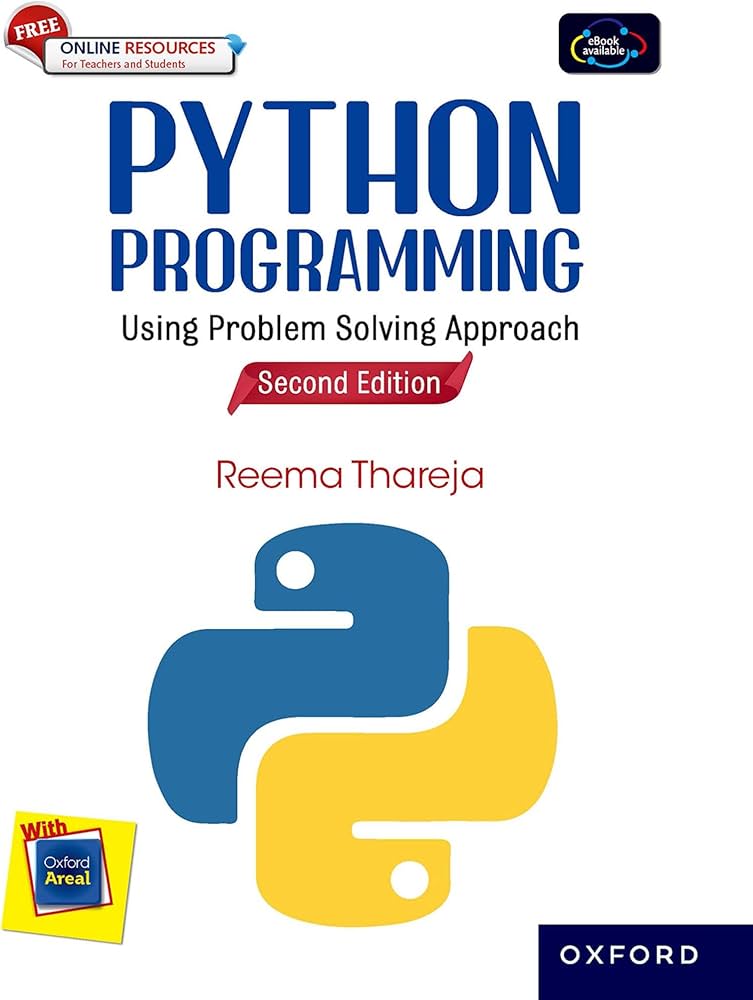 FREE
ONLINE RESOURCES
For Teachers and Students
eBook
available
PYTHON
PROGRAMMING
Using Problem Solving Approach
Second Edition
Reema Thareja
With
Oxford
Areal
OXFORD